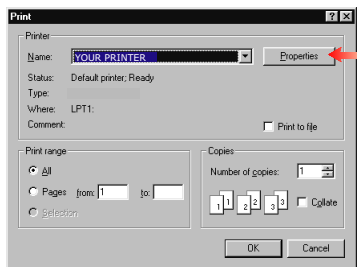 Print
Printer
Name: YOUR PRINTER Properties
Status: Default printer; Ready
Type:
Where: LPT1:
Comment: Print to file
Print range
All
Pages from: 1 to:
Selection
Copies
Number of copies: 1
1 1 2 2 3 3 Collate
OK Cancel